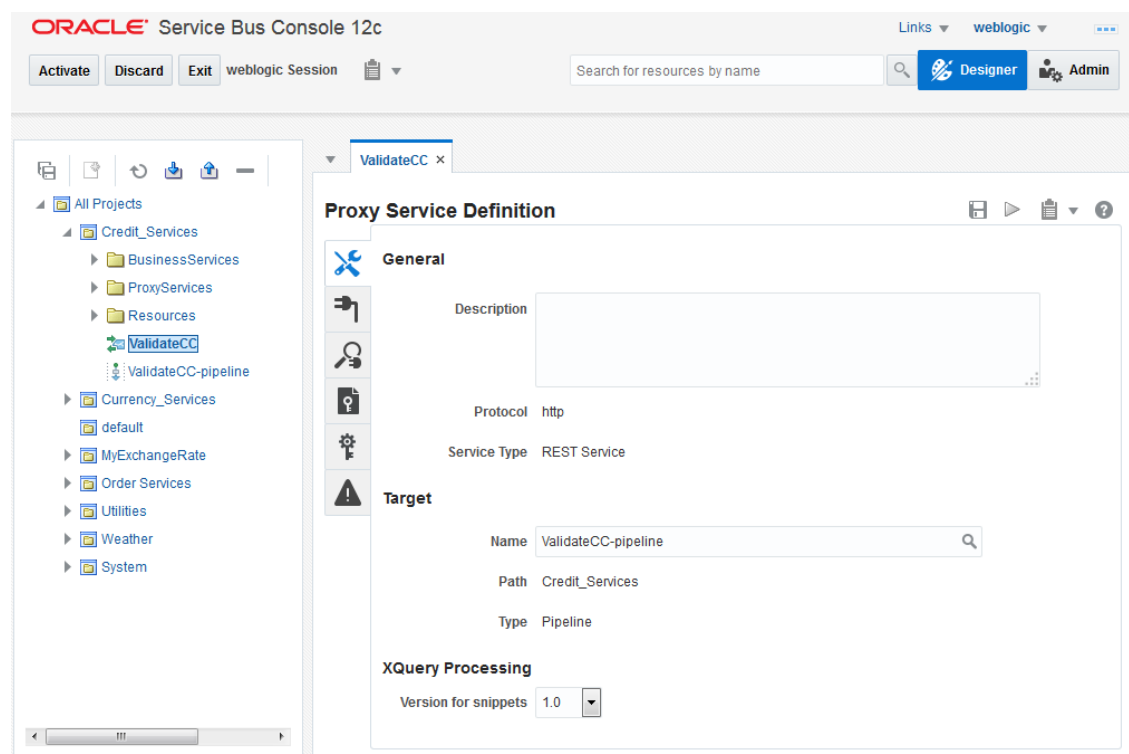 ORACLE Service Bus Console 12c
Links weblogic
Activate Discard Exit weblogic Session Search for resources by name Designer Admin
ValidateCC ×
All Projects
Credit_Services
BusinessServices
ProxyServices
Resources
ValidateCC
ValidateCC-pipeline
Currency_Services
default
MyExchangeRate
Order Services
Utilities
Weather
System
Proxy Service Definition
General
Description
Protocol http
Service Type REST Service
Target
Name ValidateCC-pipeline
Path Credit_Services
Type Pipeline
XQuery Processing
Version for snippets 1.0